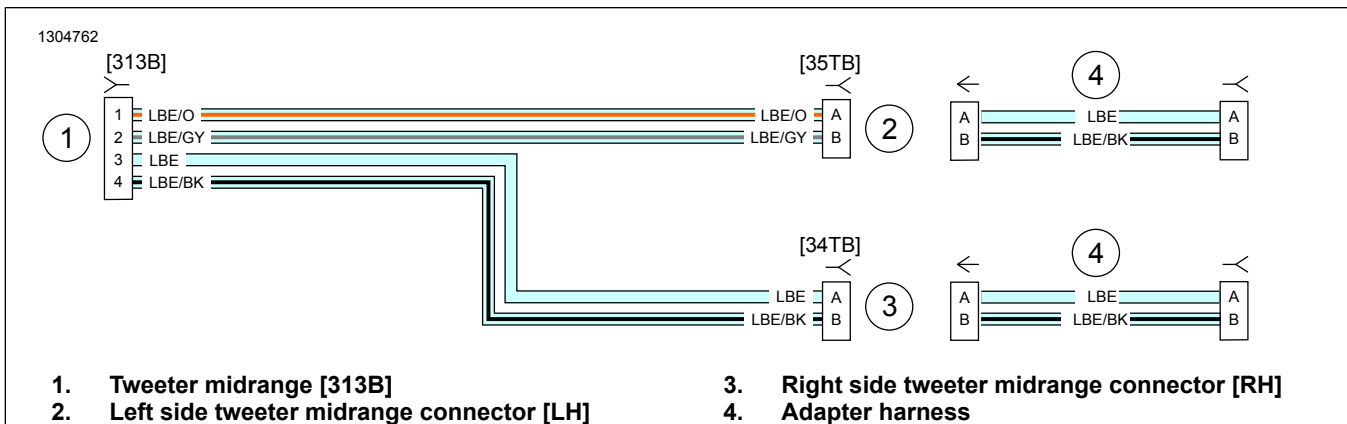 1304762
[313B]
[35TB]
4
1 LBE/O LBE/O A
2 LBE/GY LBE/GY B
3 LBE
4 LBE/BK
1
2
A LBE A
B LBE/BK B
[34TB]
4
LBE A
LBE/BK B
3
A LBE A
B LBE/BK B
1. Tweeter midrange [313B]
2. Left side tweeter midrange connector [LH]
3. Right side tweeter midrange connector [RH]
4. Adapter harness